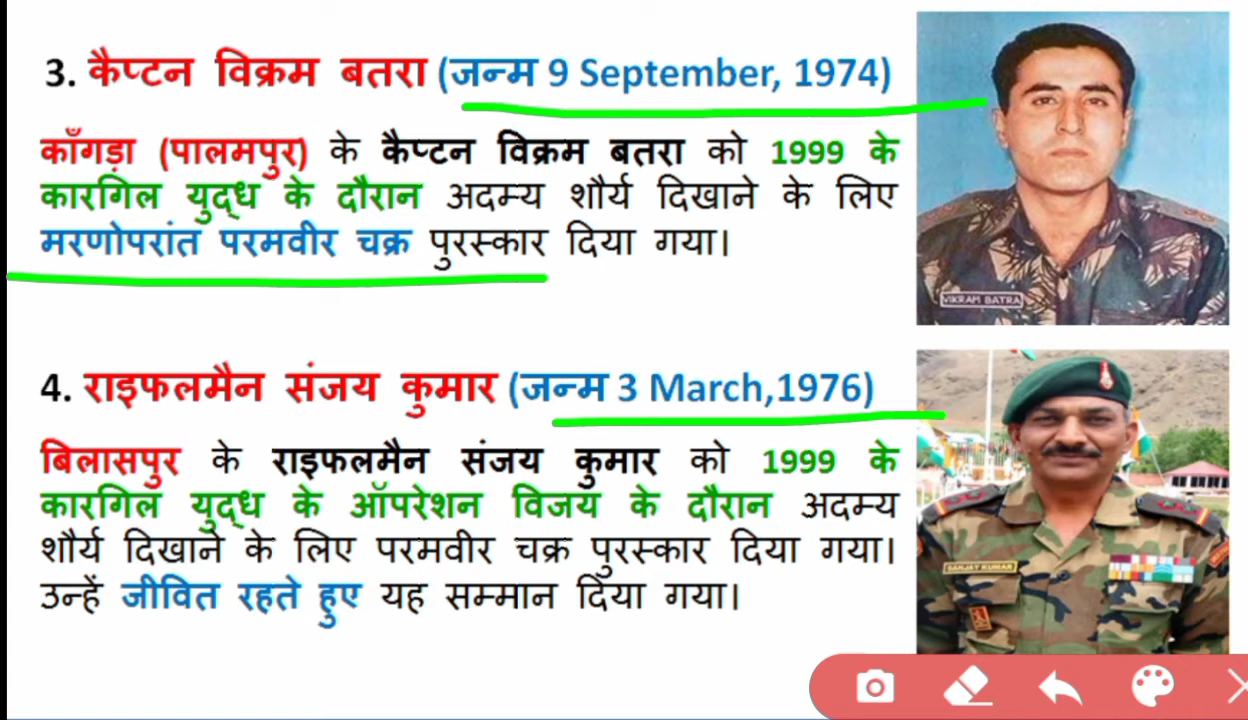 3. कैप्टन विक्रम बतरा (जन्म 9 September, 1974)
काँगड़ा (पालमपुर) के कैप्टन विक्रम बतरा को 1999 के
कारगिल युद्ध के दौरान अदम्य शौर्य दिखाने के लिए
मरणोपरांत परमवीर चक्र पुरस्कार दिया गया।
VIKRAM BATRA
4. राइफलमैन संजय कुमार (जन्म 3 March,1976)
बिलासपुर के राइफलमैन संजय कुमार को 1999 के
कारगिल युद्ध के ऑपरेशन विजय के दौरान अदम्य
शौर्य दिखाने के लिए परमवीर चक्र पुरस्कार दिया गया।
उन्हें जीवित रहते हुए यह सम्मान दिया गया।
SANJAY KUMAR